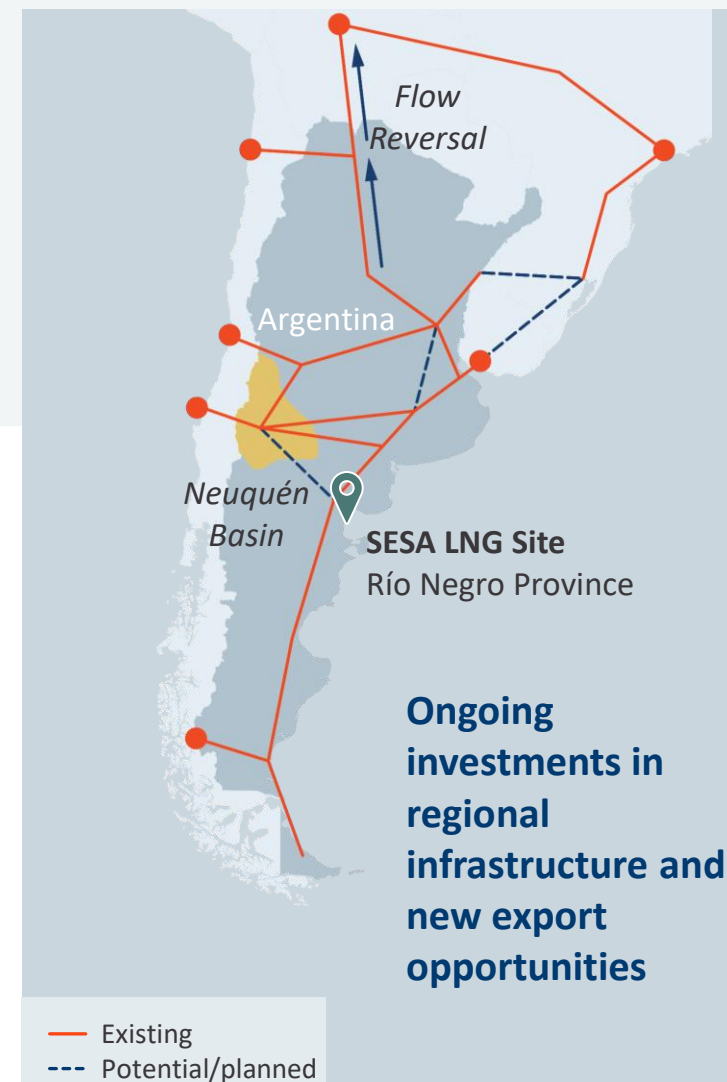 Flow
Reversal
Argentina
Neuquén
Basin
SESA LNG Site
Río Negro Province
Ongoing
investments in
regional
infrastructure and
new export
opportunities
Existing
Potential/planned